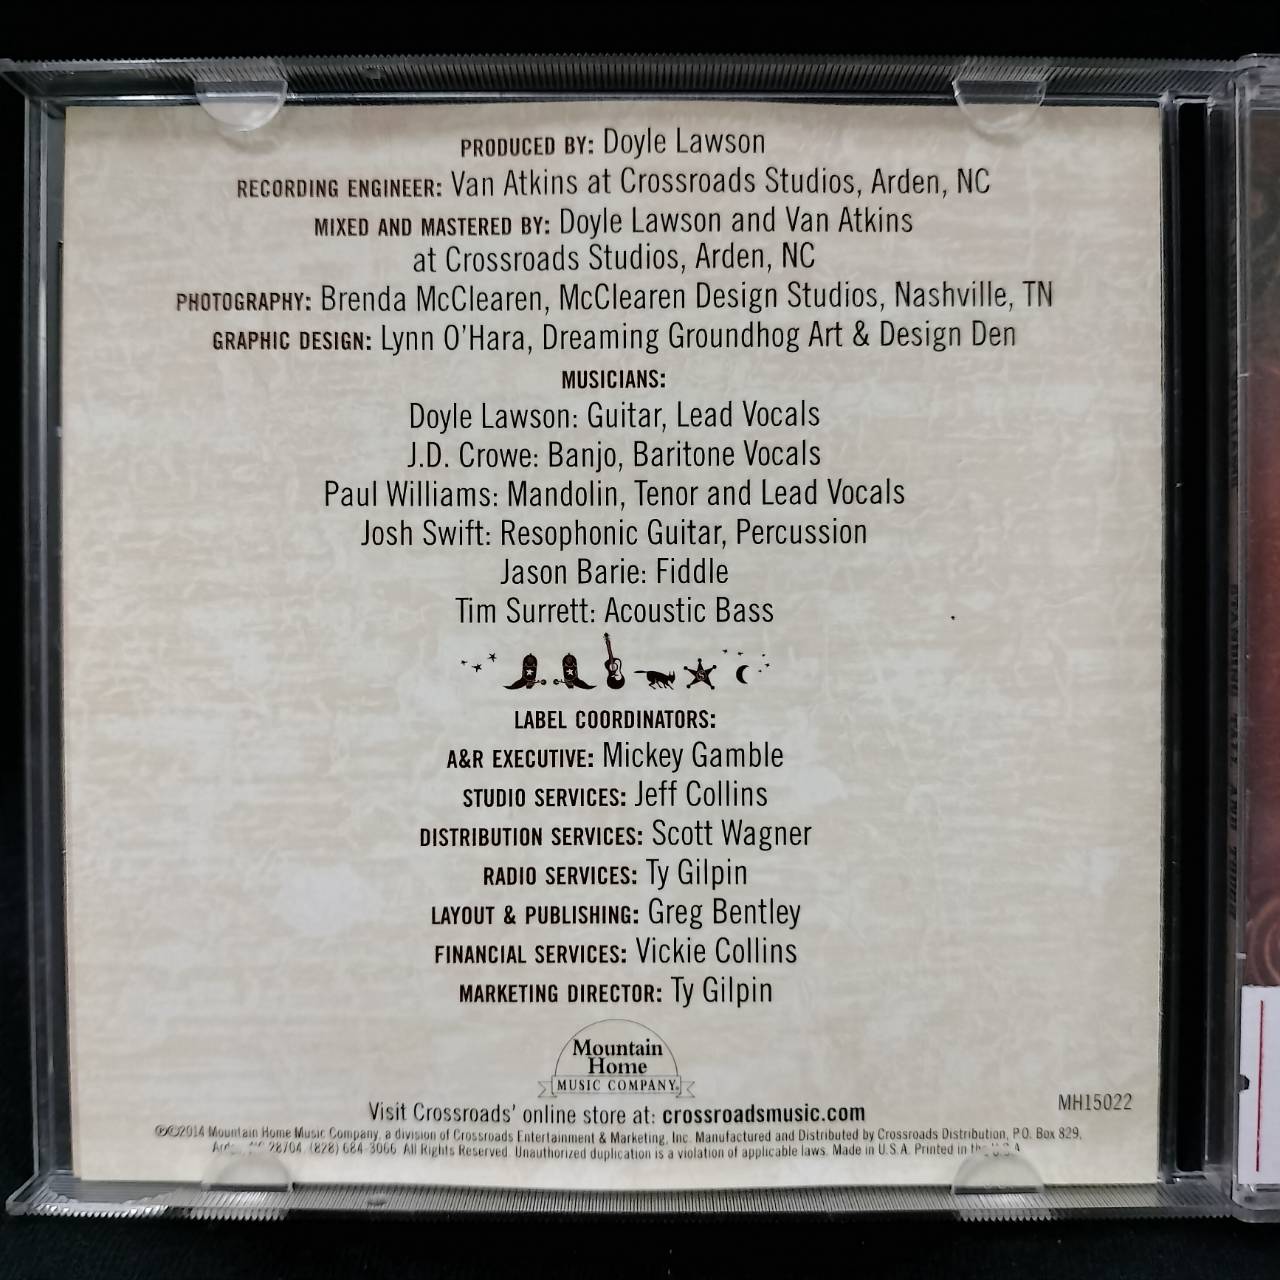 PRODUCED BY: Doyle Lawson
RECORDING ENGINEER: Van Atkins at Crossroads Studios, Arden, NC
MIXED AND MASTERED BY: Doyle Lawson and Van Atkins
at Crossroads Studios, Arden, NC
PHOTOGRAPHY: Brenda McClearen, McClearen Design Studios, Nashville, TN
GRAPHIC DESIGN: Lynn O'Hara, Dreaming Groundhog Art & Design Den
MUSICIANS:
Doyle Lawson: Guitar, Lead Vocals
J.D. Crowe: Banjo, Baritone Vocals
Paul Williams: Mandolin, Tenor and Lead Vocals
Josh Swift: Resophonic Guitar, Percussion
Jason Barie: Fiddle
Tim Surrett: Acoustic Bass
LABEL COORDINATORS:
A&R EXECUTIVE: Mickey Gamble
STUDIO SERVICES: Jeff Collins
DISTRIBUTION SERVICES: Scott Wagner
RADIO SERVICES: Ty Gilpin
LAYOUT & PUBLISHING: Greg Bentley
FINANCIAL SERVICES: Vickie Collins
MARKETING DIRECTOR: Ty Gilpin
Mountain
Home
MUSIC COMPANY®
MH15022
Visit Crossroads' online store at: crossroadsmusic.com
℗©2014 Mountain Home Music Company, a division of Crossroads Entertainment & Marketing, Inc. Manufactured and Distributed by Crossroads Distribution, P.O. Box 829,
28704. (828) 684-3066 All Rights Reserved. Unauthorized duplication is a violation of applicable laws. Made in U.S.A. Printed in the U.S.A.
STANDING TALL AND TOUGH